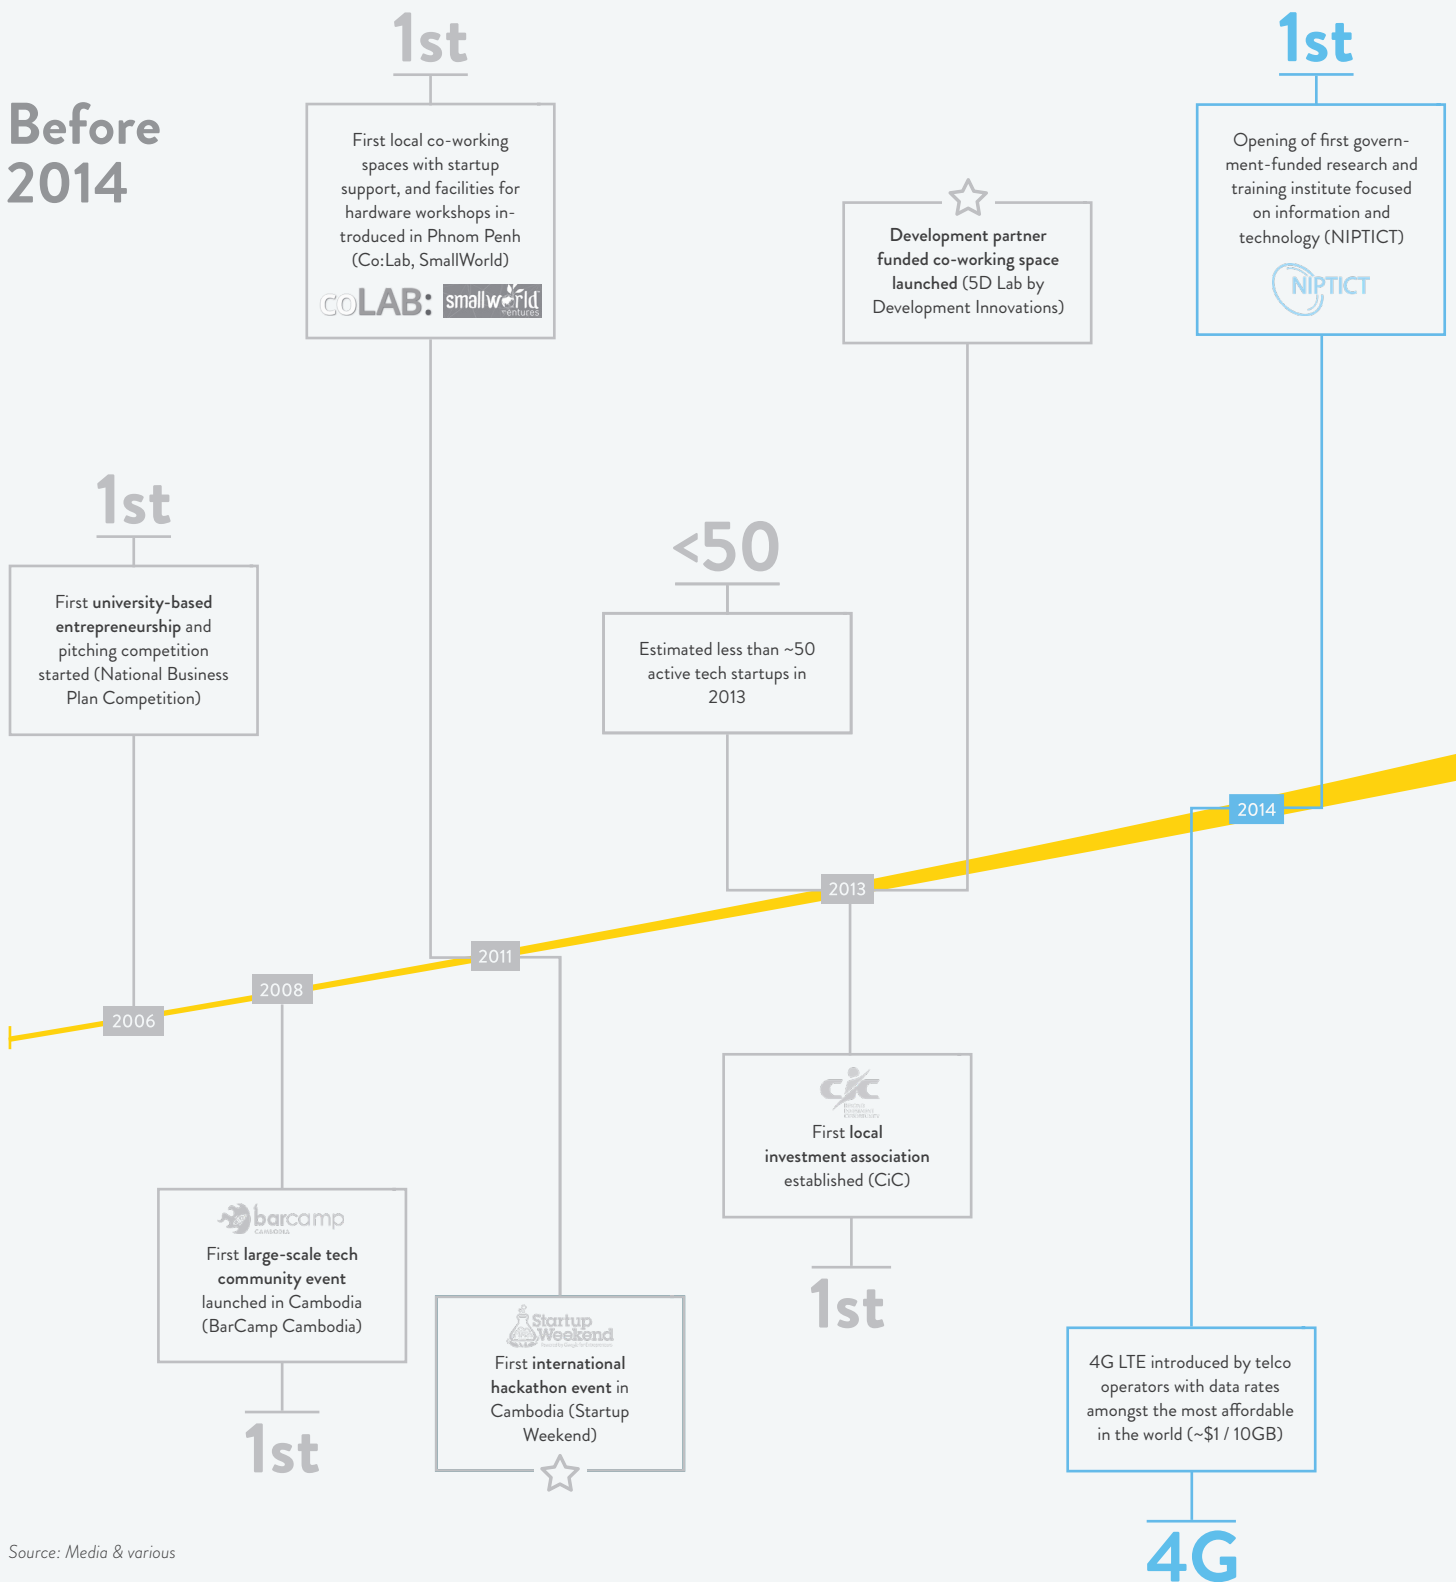 Before
2014
1st
First local co-working
spaces with startup
support, and facilities for
hardware workshops in-
troduced in Phnom Penh
(Co:Lab, SmallWorld)
coLAB:
smallworld
ventures
1st
Opening of first govern-
ment-funded research and
training institute focused
on information and
technology (NIPTICT)
NIPTICT
Development partner
funded co-working space
launched (5D Lab by
Development Innovations)
1st
First university-based
entrepreneurship and
pitching competition
started (National Business
Plan Competition)
<50
Estimated less than ~50
active tech startups in
2013
2014
2013
2011
2008
2006
CiC
First local
investment association
established (CiC)
1st
barcamp
CAMBODIA
First large-scale tech
community event
launched in Cambodia
(BarCamp Cambodia)
1st
Startup
Weekend
First international
hackathon event in
Cambodia (Startup
Weekend)
4G LTE introduced by telco
operators with data rates
amongst the most affordable
in the world (~$1 / 10GB)
4G
Source: Media & various